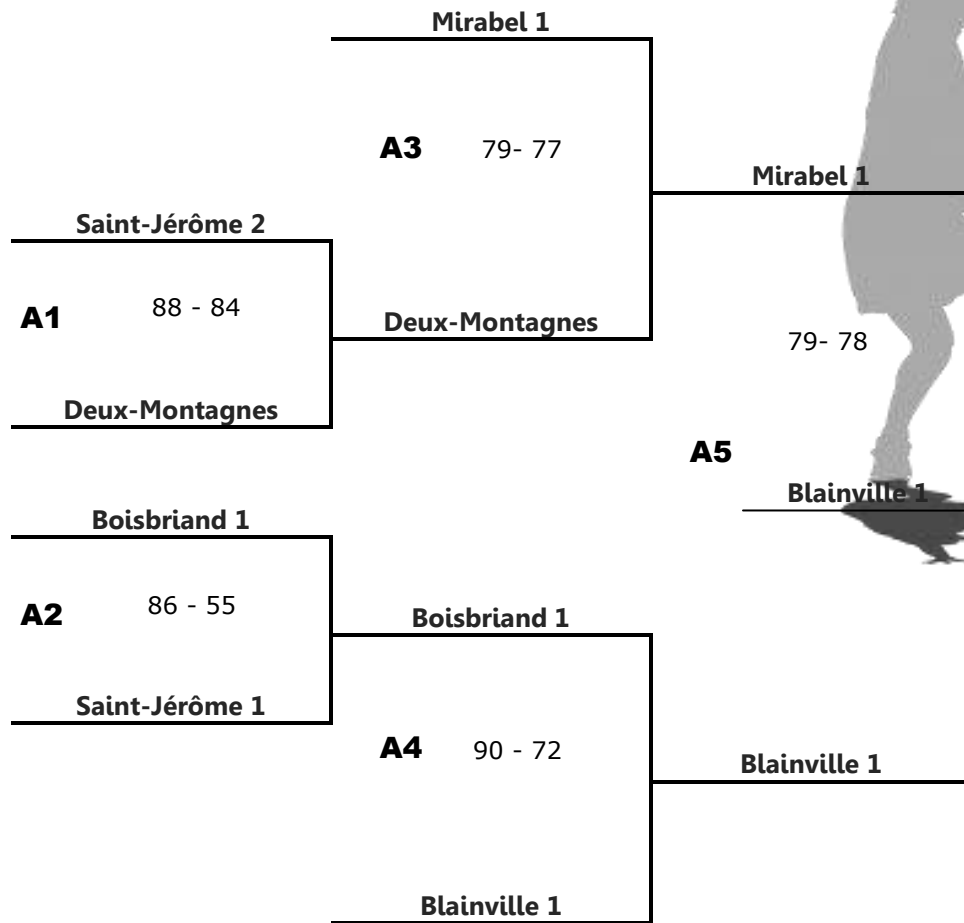 Mirabel 1
A3 79- 77
Mirabel 1
Saint-Jérôme 2
A1 88 - 84
Deux-Montagnes
79- 78
Deux-Montagnes
A5
Blainville 1
Boisbriand 1
A2 86 - 55
Boisbriand 1
Saint-Jérôme 1
A4 90 - 72
Blainville 1
Blainville 1